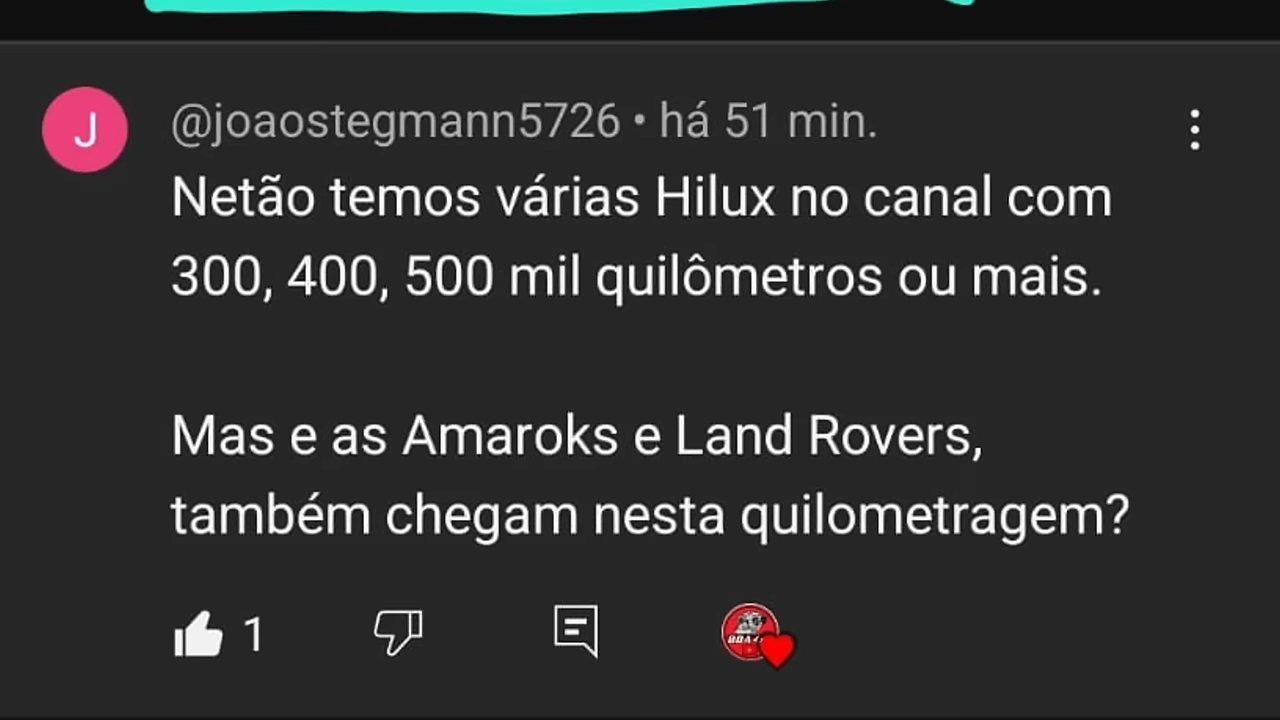 J
@joaostegmann5726 • há 51 min.
Netão temos várias Hilux no canal com
300, 400, 500 mil quilômetros ou mais.
Mas e as Amaroks e Land Rovers,
também chegam nesta quilometragem?
1